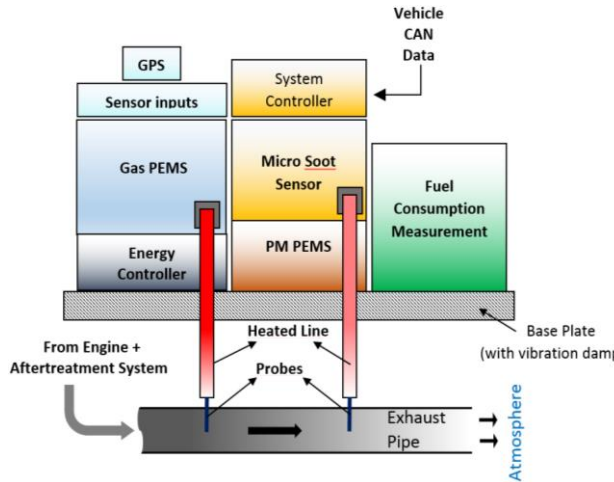 Vehicle
CAN
Data
GPS
System
Controller
Sensor inputs
Gas PEMS
Micro Soot
Sensor
Fuel
Consumption
Measurement
Energy
Controller
PM PEMS
From Engine +
Aftertreatment System
Heated Line
Probes
Base Plate
(with vibration damp
Exhaust
Pipe
Atmosphere